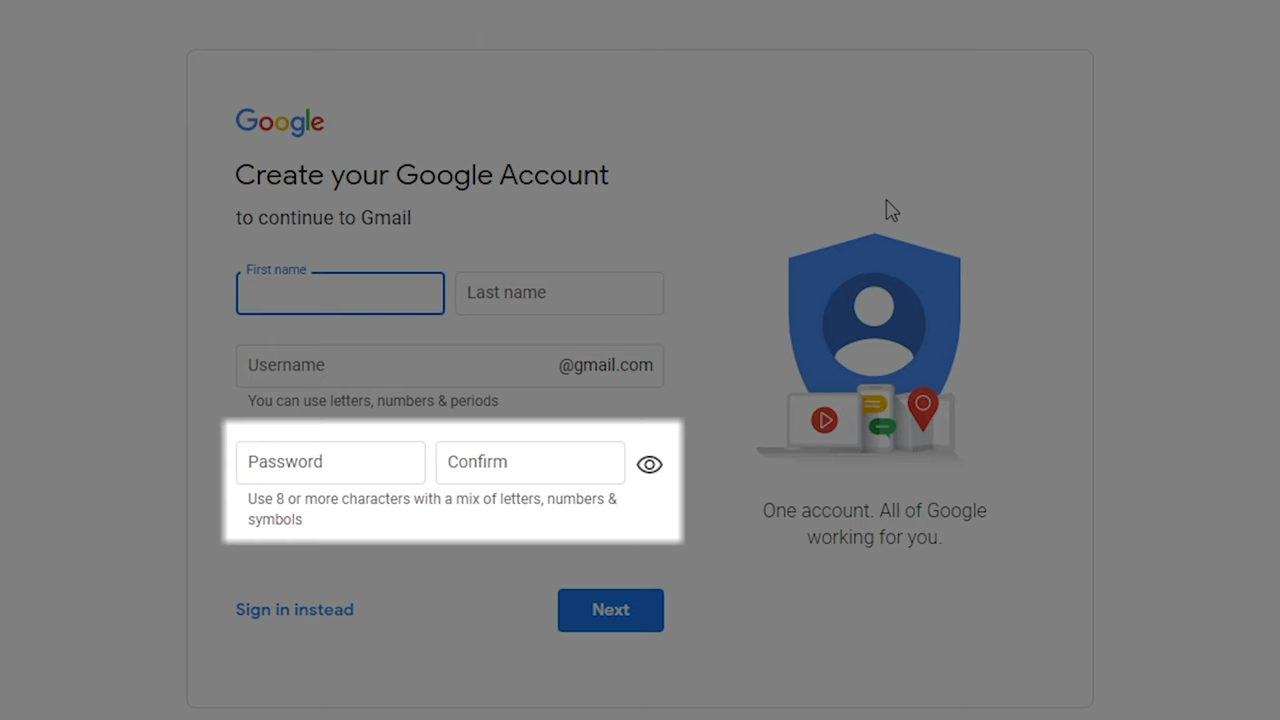 Google
Create your Google Account
to continue to Gmail
First name
Last name
Username @gmail.com
You can use letters, numbers & periods
Password Confirm
Use 8 or more characters with a mix of letters, numbers &
symbols
Sign in instead Next
One account. All of Google
working for you.